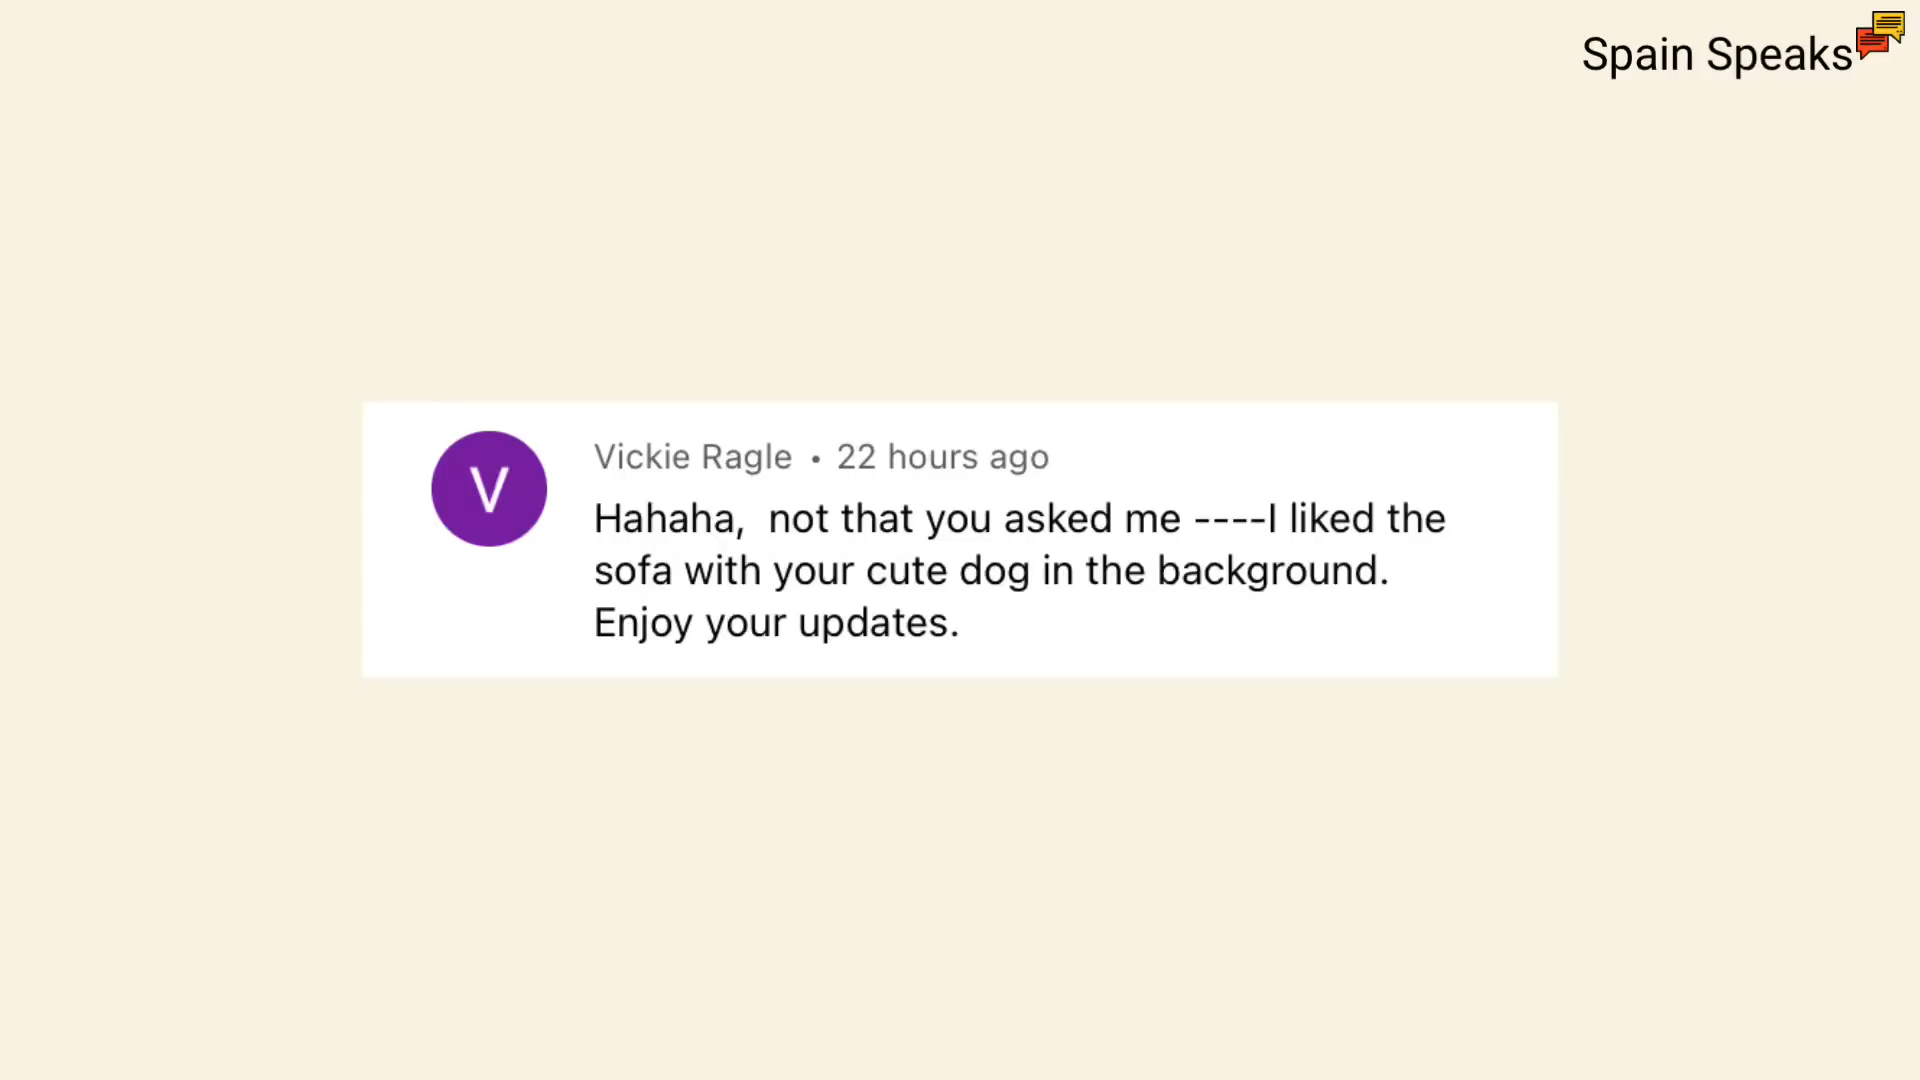 Spain Speaks
V
Vickie Ragle • 22 hours ago
Hahaha,  not that you asked me ----I liked the
sofa with your cute dog in the background.
Enjoy your updates.